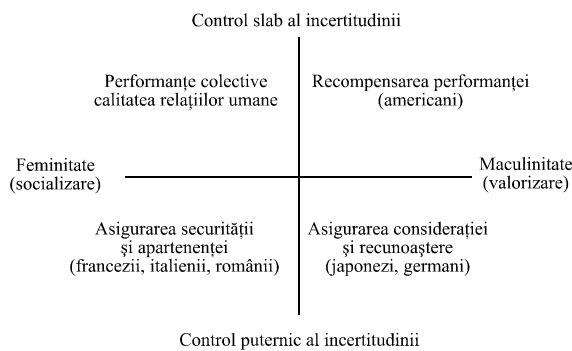 Control slab al incertitudinii
Performanțe colective
calitatea relațiilor umane
Recompensarea performanței
(americani)
Feminitate
(socializare)
Maculinitate
(valorizare)
Asigurarea securității
și apartenenței
(francezii, italienii, românii)
Asigurarea considerației
și recunoaștere
(japonezi, germani)
Control puternic al incertitudinii